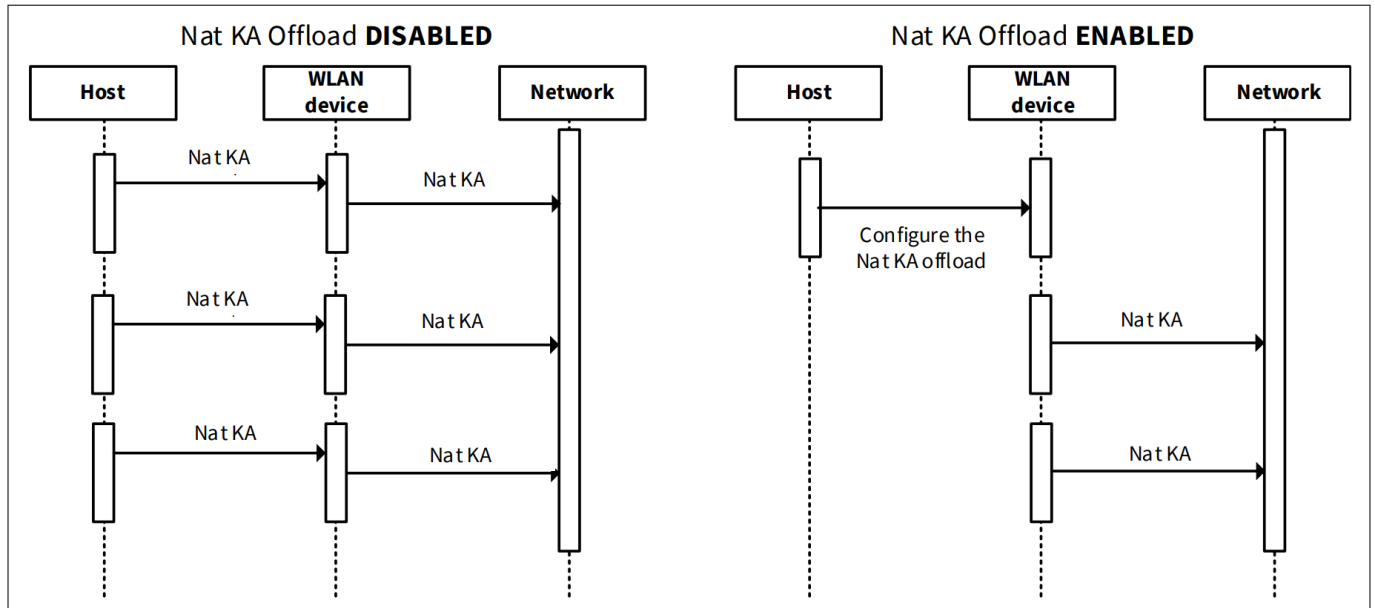 Nat KA Offload DISABLED
Host
WLAN
device
Network
Nat KA
Nat KA
Nat KA
Nat KA
Nat KA
Nat KA
Nat KA Offload ENABLED
Host
WLAN
device
Network
Configure the
Nat KA offload
Nat KA
Nat KA